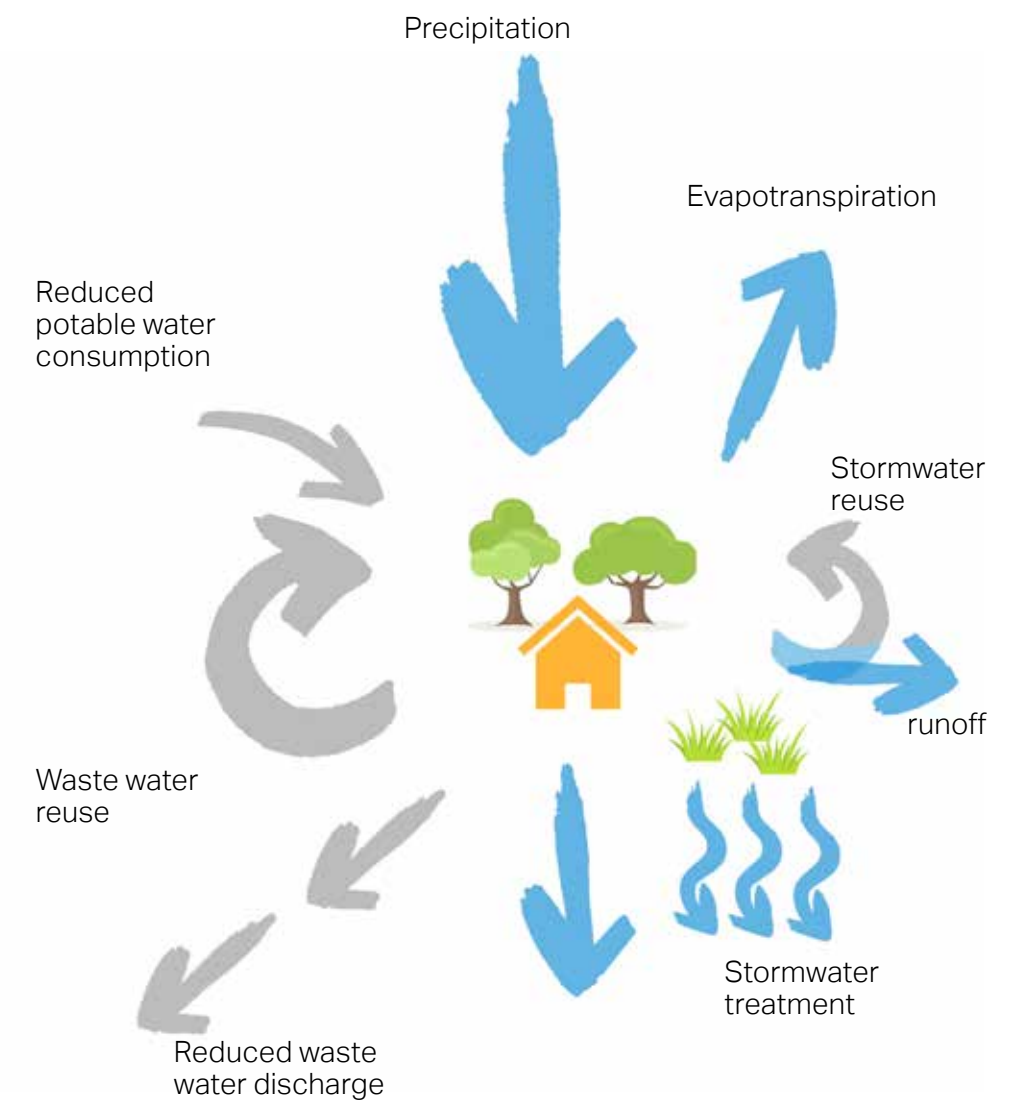 Precipitation
Evapotranspiration
Reduced
potable water
consumption
Stormwater
reuse
runoff
Waste water
reuse
Stormwater
treatment
Reduced waste
water discharge